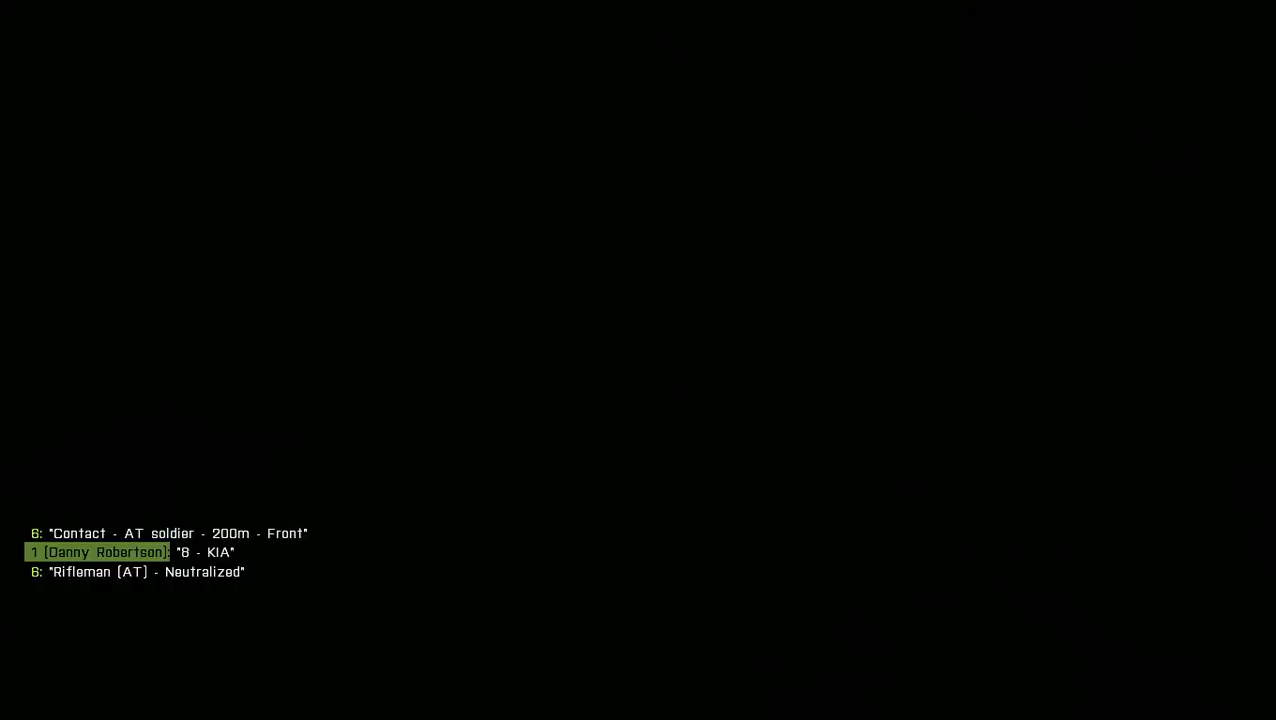 6: "Contact - AT soldier - 200m - Front"
1 (Danny Robertson): "8 - KIA"
6: "Rifleman (AT) - Neutralized"